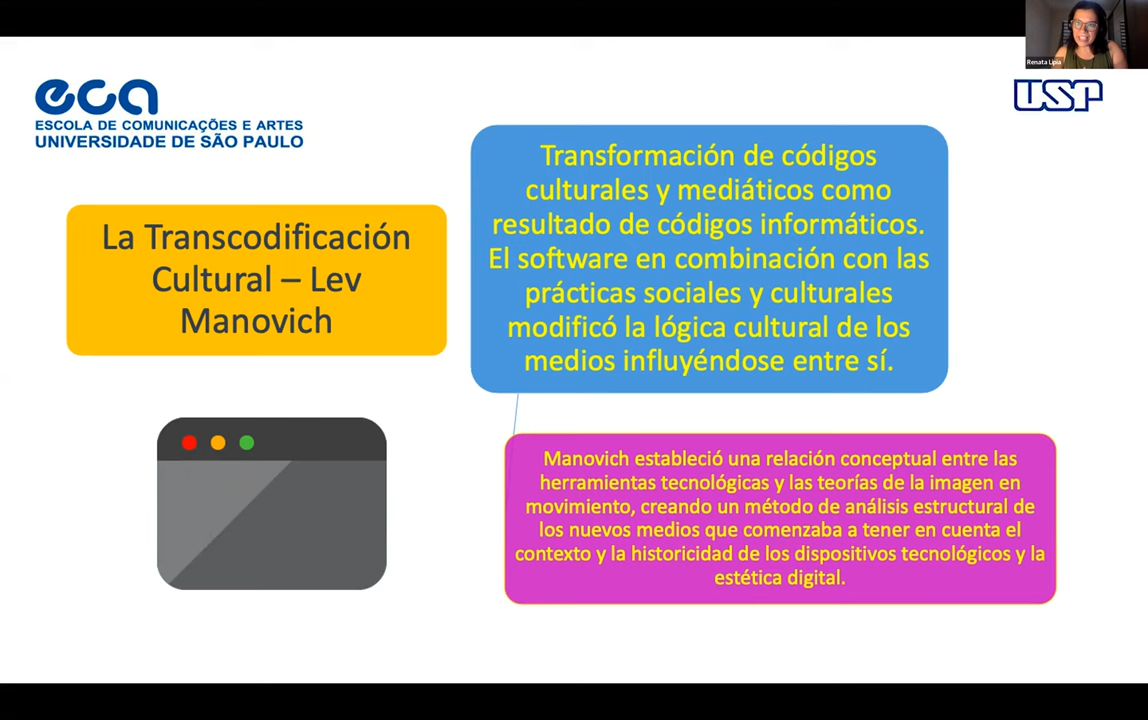 Renata Lipia
eca
ESCOLA DE COMUNICAÇÕES E ARTES
UNIVERSIDADE DE SÃO PAULO
USP
La Transcodificación
Cultural – Lev
Manovich
Transformación de códigos
culturales y mediáticos como
resultado de códigos informáticos.
El software en combinación con las
prácticas sociales y culturales
modificó la lógica cultural de los
medios influyéndose entre sí.
Manovich estableció una relación conceptual entre las
herramientas tecnológicas y las teorías de la imagen en
movimiento, creando un método de análisis estructural de
los nuevos medios que comenzaba a tener en cuenta el
contexto y la historicidad de los dispositivos tecnológicos y la
estética digital.